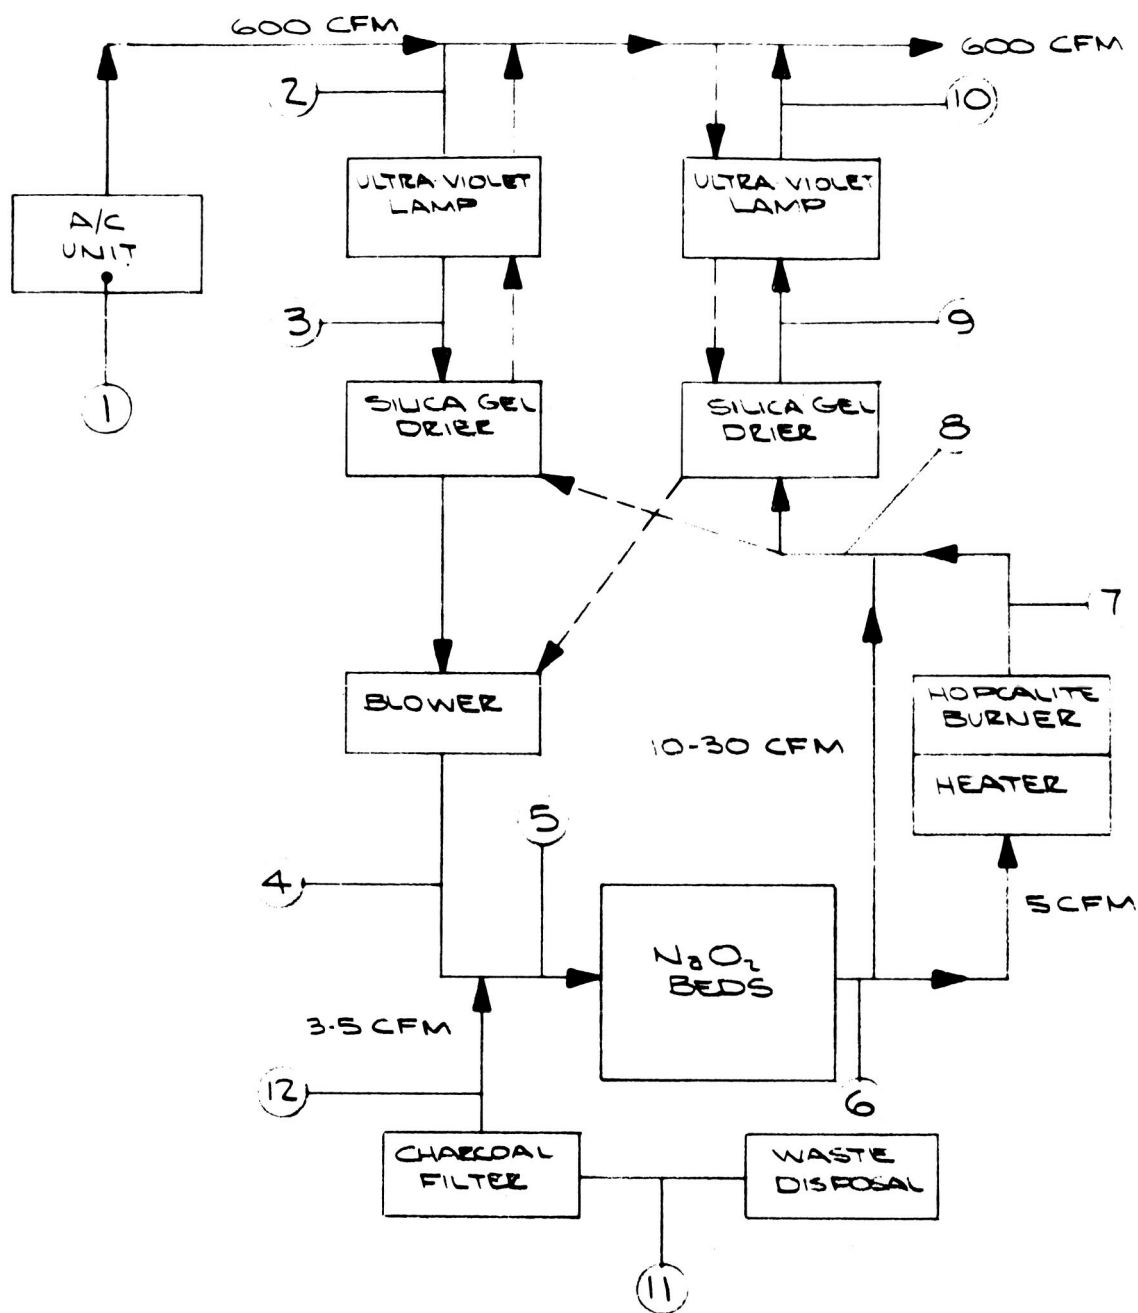 600 CFM
600 CFM
2
10
ULTRA-VIOLET
LAMP
ULTRA-VIOLET
LAMP
A/C
UNIT
3
9
1
SILICA GEL
DRIER
SILICA GEL
DRIER
8
7
BLOWER
10-30 CFM
HOPCALITE
BURNER
HEATER
5
4
5 CFM
NaO2
BEDS
3-5 CFM
12
6
CHARCOAL
FILTER
WASTE
DISPOSAL
11